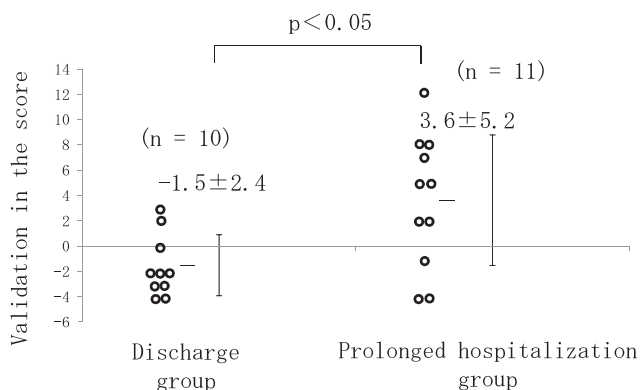 p＜0.05
(n = 11)
3.6±5.2
(n = 10)
−1.5±2.4
Validation in the score
14
12
10
8
6
4
2
0
−2
−4
−6
Discharge
group
Prolonged hospitalization
group